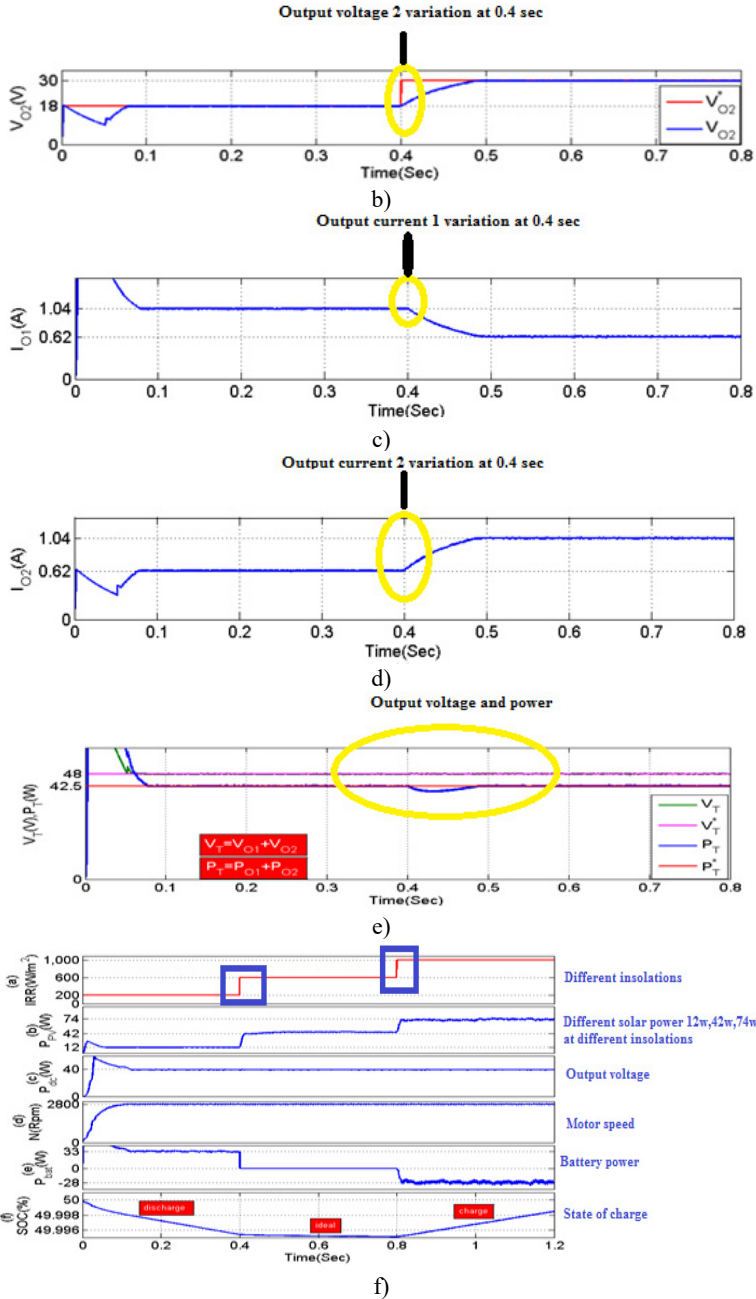 Output voltage 2 variation at 0.4 sec
30
18
0
V_O2(V)
V*_O2
V_O2
0 0.1 0.2 0.3 0.4 0.5 0.6 0.7 0.8
Time(Sec)
b)
Output current 1 variation at 0.4 sec
1.04
0.62
0
I_O1(A)
0 0.1 0.2 0.3 0.4 0.5 0.6 0.7 0.8
Time(Sec)
c)
Output current 2 variation at 0.4 sec
1.04
0.62
0
I_O2(A)
0 0.1 0.2 0.3 0.4 0.5 0.6 0.7 0.8
Time(Sec)
d)
Output voltage and power
48
42.5
0
V_T(V),P_T(W)
V_T=V_O1+V_O2
P_T=P_O1+P_O2
V_T
V*_T
P_T
P*_T
0 0.1 0.2 0.3 0.4 0.5 0.6 0.7 0.8
Time(Sec)
e)
(a)
IRR(W/m²)
1,000
600
200
0
Different insolations
(b)
P_PV(W)
74
42
12
Different solar power 12w,42w,74w
at different insolations
(c)
P_dc(W)
40
0
Output voltage
(d)
N(Rpm)
2800
0
Motor speed
(e)
P_bat(W)
33
0
-28
Battery power
(f)
SOC(%)
50
49.998
49.996
discharge
ideal
charge
State of charge
0 0.2 0.4 0.6 0.8 1 1.2
Time(Sec)
f)